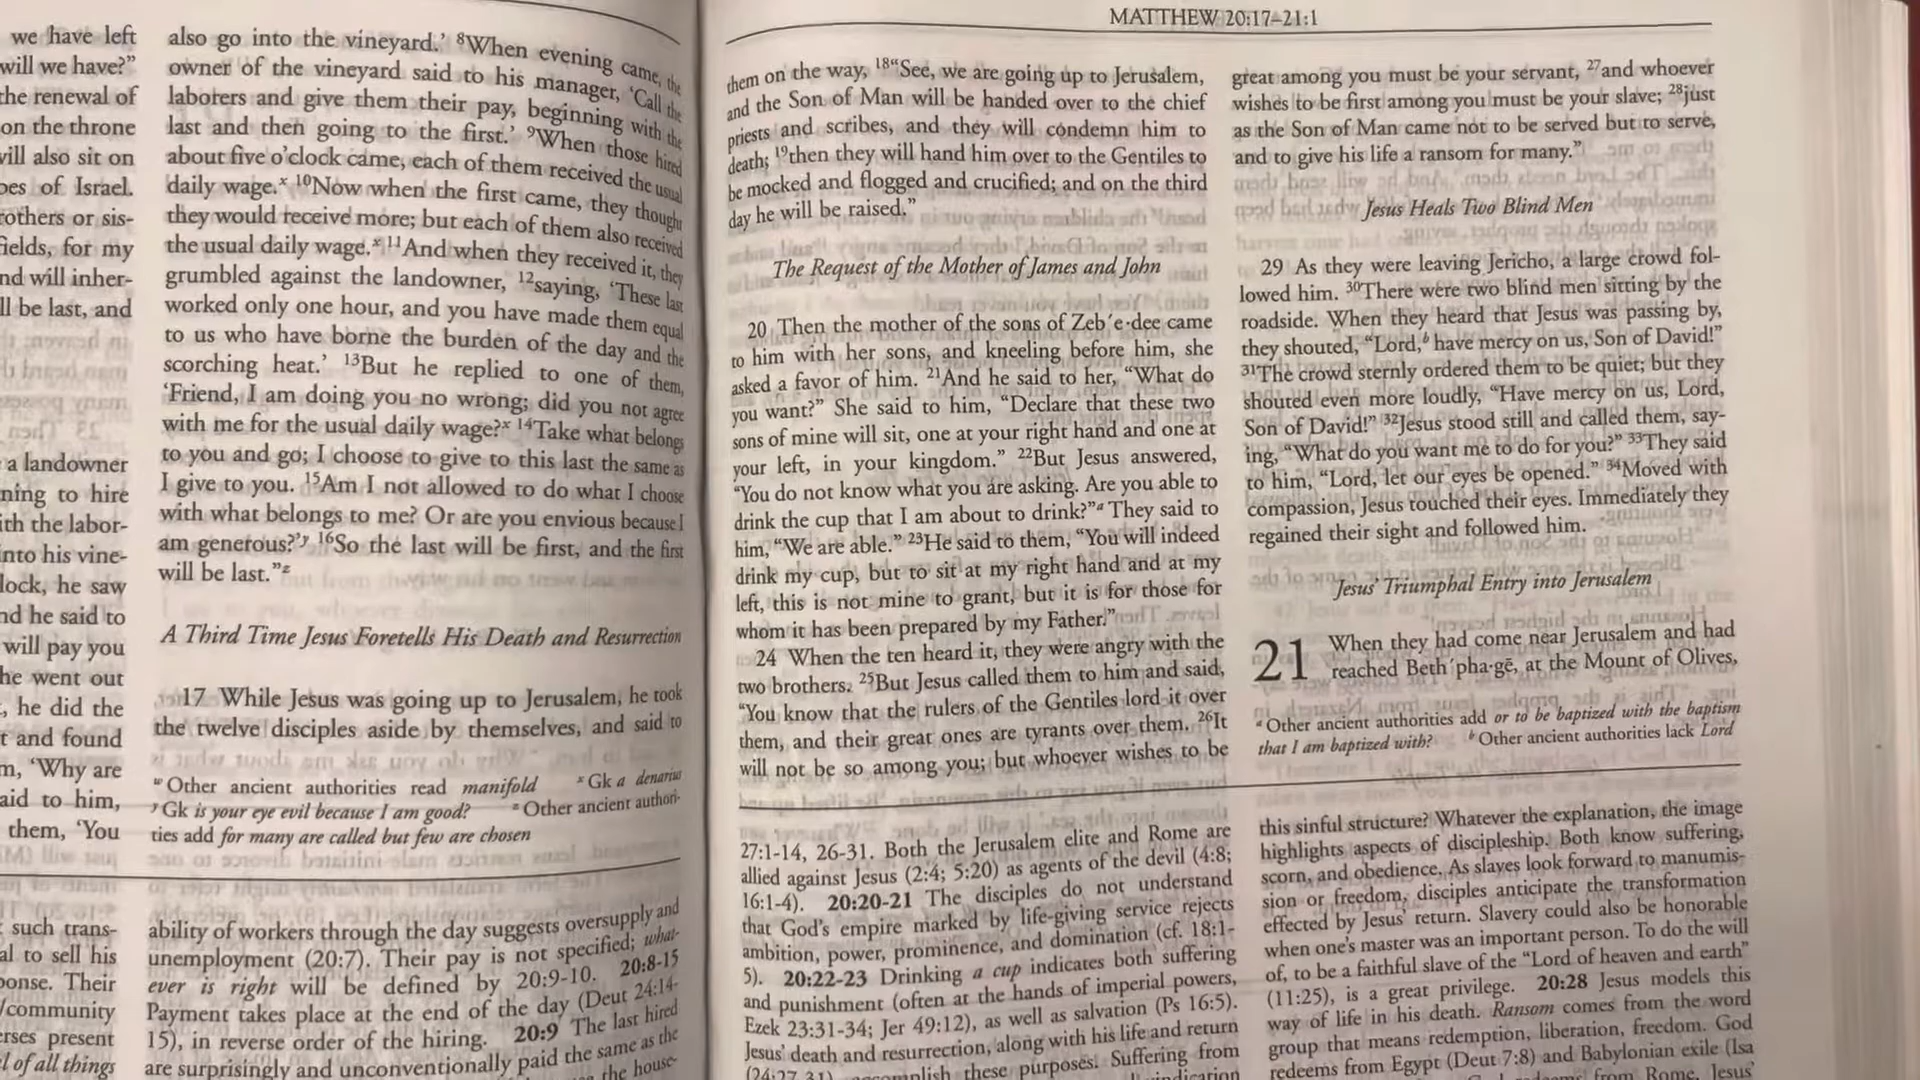 we have left
will we have?”
the renewal of
on the throne
will also sit on
of Israel.
rothers or sis-
fields, for my
nd will inher-
ll be last, and
a landowner
ning to hire
ith the labor-
into his vine-
lock, he saw
nd he said to
will pay you
he went out
, he did the
t and found
m, ‘Why are
aid to him,
them, ‘You
such trans-
al to sell his
ponse. Their
/community
erses present
l of all things
also go into the vineyard.’ 8When evening came, the
owner of the vineyard said to his manager, ‘Call the
laborers and give them their pay, beginning with the
last and then going to the first.’ 9When those hired
about five o’clock came, each of them received the usual
daily wage.x 10Now when the first came, they thought
they would receive more; but each of them also received
the usual daily wage.x 11And when they received it, they
grumbled against the landowner, 12saying, ‘These last
worked only one hour, and you have made them equal
to us who have borne the burden of the day and the
scorching heat.’ 13But he replied to one of them,
‘Friend, I am doing you no wrong; did you not agree
with me for the usual daily wage?x 14Take what belongs
to you and go; I choose to give to this last the same as
I give to you. 15Am I not allowed to do what I choose
with what belongs to me? Or are you envious because I
am generous?’y 16So the last will be first, and the first
will be last.”z
A Third Time Jesus Foretells His Death and Resurrection
17 While Jesus was going up to Jerusalem, he took
the twelve disciples aside by themselves, and said to
w Other ancient authorities read manifold x Gk a denarius
y Gk is your eye evil because I am good? z Other ancient authori-
ties add for many are called but few are chosen
ability of workers through the day suggests oversupply and
unemployment (20:7). Their pay is not specified; what-
ever is right will be defined by 20:9-10. 20:8-15
Payment takes place at the end of the day (Deut 24:14-
15), in reverse order of the hiring. 20:9 The last hired
are surprisingly and unconventionally paid the same as the
the house-
MATTHEW 20:17–21:1
them on the way, 18“See, we are going up to Jerusalem,
and the Son of Man will be handed over to the chief
priests and scribes, and they will condemn him to
death; 19then they will hand him over to the Gentiles to
be mocked and flogged and crucified; and on the third
day he will be raised.”
The Request of the Mother of James and John
20 Then the mother of the sons of Zeb′e·dee came
to him with her sons, and kneeling before him, she
asked a favor of him. 21And he said to her, “What do
you want?” She said to him, “Declare that these two
sons of mine will sit, one at your right hand and one at
your left, in your kingdom.” 22But Jesus answered,
“You do not know what you are asking. Are you able to
drink the cup that I am about to drink?”a They said to
him, “We are able.” 23He said to them, “You will indeed
drink my cup, but to sit at my right hand and at my
left, this is not mine to grant, but it is for those for
whom it has been prepared by my Father.”
24 When the ten heard it, they were angry with the
two brothers. 25But Jesus called them to him and said,
“You know that the rulers of the Gentiles lord it over
them, and their great ones are tyrants over them. 26It
will not be so among you; but whoever wishes to be
27:1-14, 26-31. Both the Jerusalem elite and Rome are
allied against Jesus (2:4; 5:20) as agents of the devil (4:8;
16:1-4). 20:20-21 The disciples do not understand
that God’s empire marked by life-giving service rejects
ambition, power, prominence, and domination (cf. 18:1-
5). 20:22-23 Drinking a cup indicates both suffering
and punishment (often at the hands of imperial powers,
Ezek 23:31-34; Jer 49:12), as well as salvation (Ps 16:5).
Jesus’ death and resurrection, along with his life and return
(24:27-31), accomplish these purposes. Suffering from
great among you must be your servant, 27and whoever
wishes to be first among you must be your slave; 28just
as the Son of Man came not to be served but to serve,
and to give his life a ransom for many.”
Jesus Heals Two Blind Men
29 As they were leaving Jericho, a large crowd fol-
lowed him. 30There were two blind men sitting by the
roadside. When they heard that Jesus was passing by,
they shouted, “Lord,b have mercy on us, Son of David!”
31The crowd sternly ordered them to be quiet; but they
shouted even more loudly, “Have mercy on us, Lord,
Son of David!” 32Jesus stood still and called them, say-
ing, “What do you want me to do for you?” 33They said
to him, “Lord, let our eyes be opened.” 34Moved with
compassion, Jesus touched their eyes. Immediately they
regained their sight and followed him.
Jesus’ Triumphal Entry into Jerusalem
21 When they had come near Jerusalem and had
reached Beth′pha·gē, at the Mount of Olives,
a Other ancient authorities add or to be baptized with the baptism
that I am baptized with? b Other ancient authorities lack Lord
this sinful structure? Whatever the explanation, the image
highlights aspects of discipleship. Both know suffering,
scorn, and obedience. As slaves look forward to manumis-
sion or freedom, disciples anticipate the transformation
effected by Jesus’ return. Slavery could also be honorable
when one’s master was an important person. To do the will
of, to be a faithful slave of the “Lord of heaven and earth”
(11:25), is a great privilege. 20:28 Jesus models this
way of life in his death. Ransom comes from the word
group that means redemption, liberation, freedom. God
redeems from Egypt (Deut 7:8) and Babylonian exile (Isa
from Rome. Jesus’